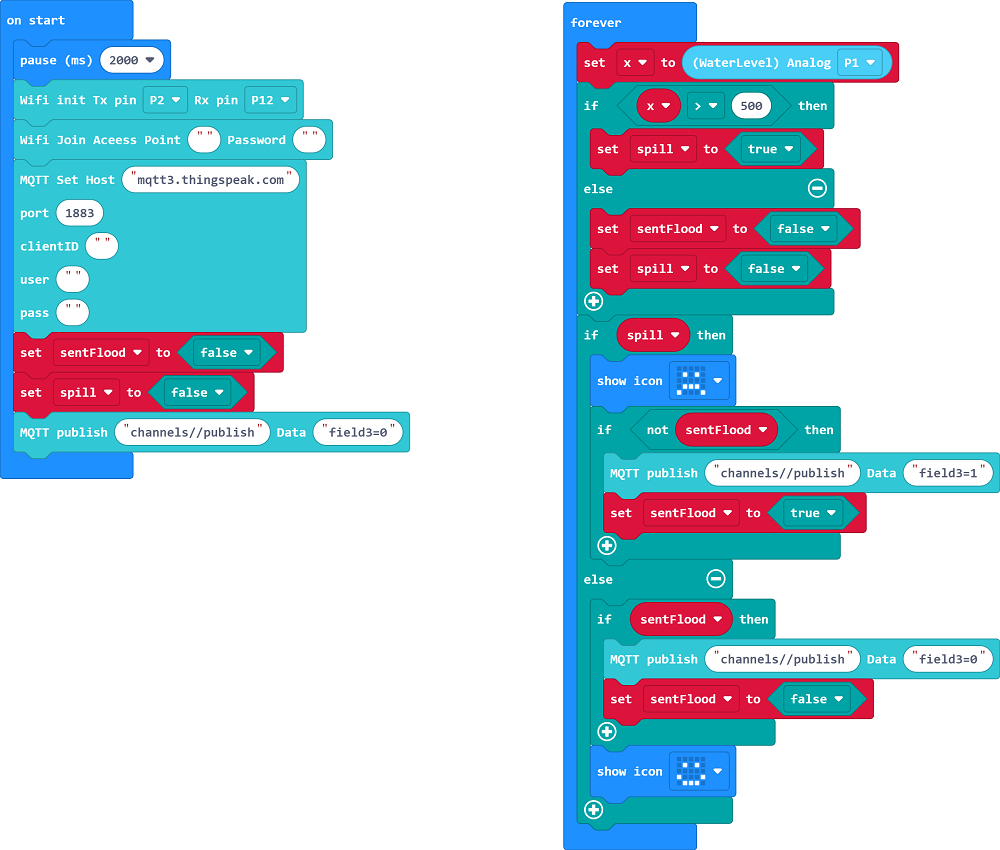 on start
pause (ms) 2000
Wifi init Tx pin P2 Rx pin P12
Wifi Join Aceess Point "" Password ""
MQTT Set Host "mqtt3.thingspeak.com"
port 1883
clientID ""
user ""
pass ""
set sentFlood to false
set spill to false
MQTT publish "channels//publish" Data "field3=0"
forever
set x to (WaterLevel) Analog P1
if x > 500 then
set spill to true
else
set sentFlood to false
set spill to false
if spill then
show icon
if not sentFlood then
MQTT publish "channels//publish" Data "field3=1"
set sentFlood to true
else
if sentFlood then
MQTT publish "channels//publish" Data "field3=0"
set sentFlood to false
show icon